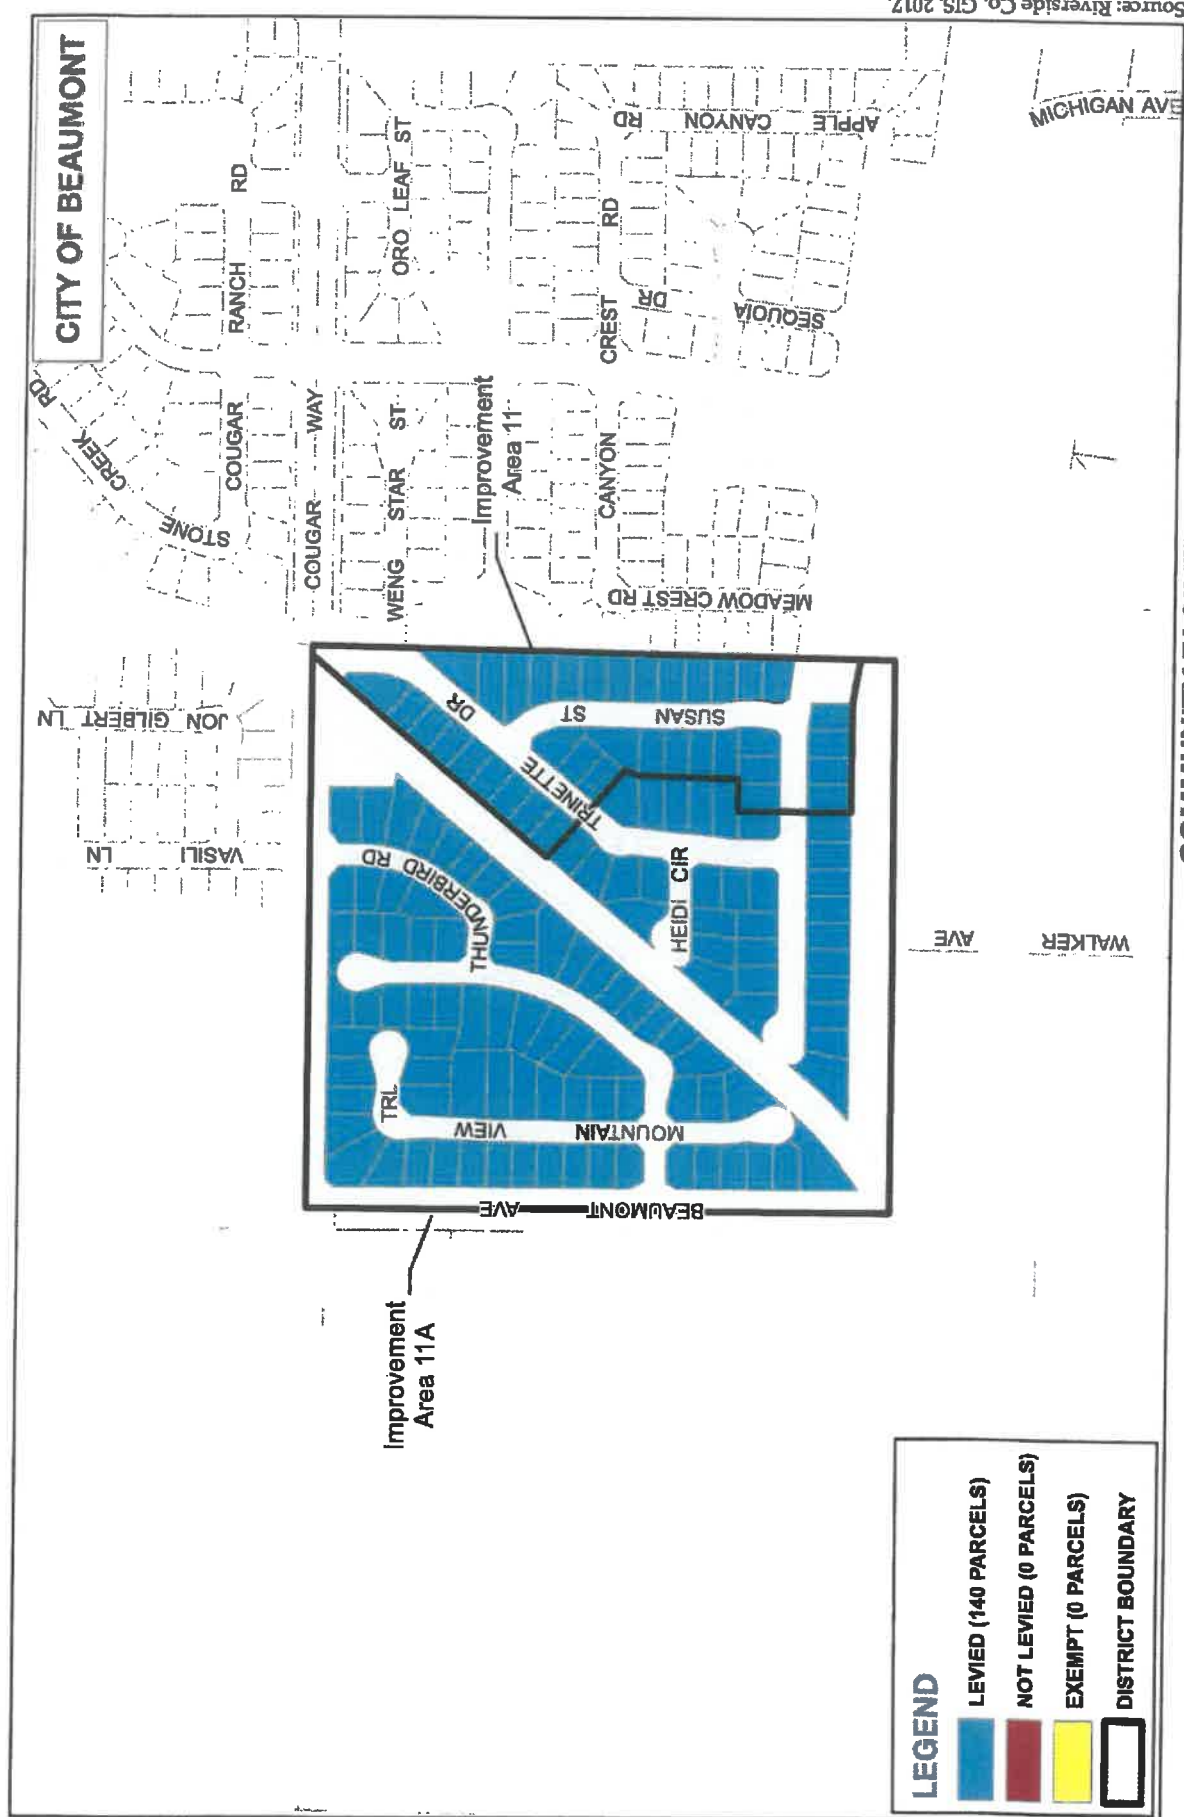 CITY OF BEAUMONT
STONE CREEK RD
COUGAR RANCH RD
COUGAR WAY
WENG STAR ST
ORO LEAF ST
Improvement
Area 11
CANYON CREST RD
SEQUOIA DR
APPLE CANYON RD
MICHIGAN AVE
MEADOW CREST RD
JON GILBERT LN
VASILI LN
TRINETTE DR
SUSAN ST
THUNDERBIRD RD
HEIDI CIR
MOUNTAIN VIEW TRL
BEAUMONT AVE
WALKER AVE
Improvement
Area 11A
LEGEND
LEVIED (140 PARCELS)
NOT LEVIED (0 PARCELS)
EXEMPT (0 PARCELS)
DISTRICT BOUNDARY
Source: Riverside Co. GIS, 2017.